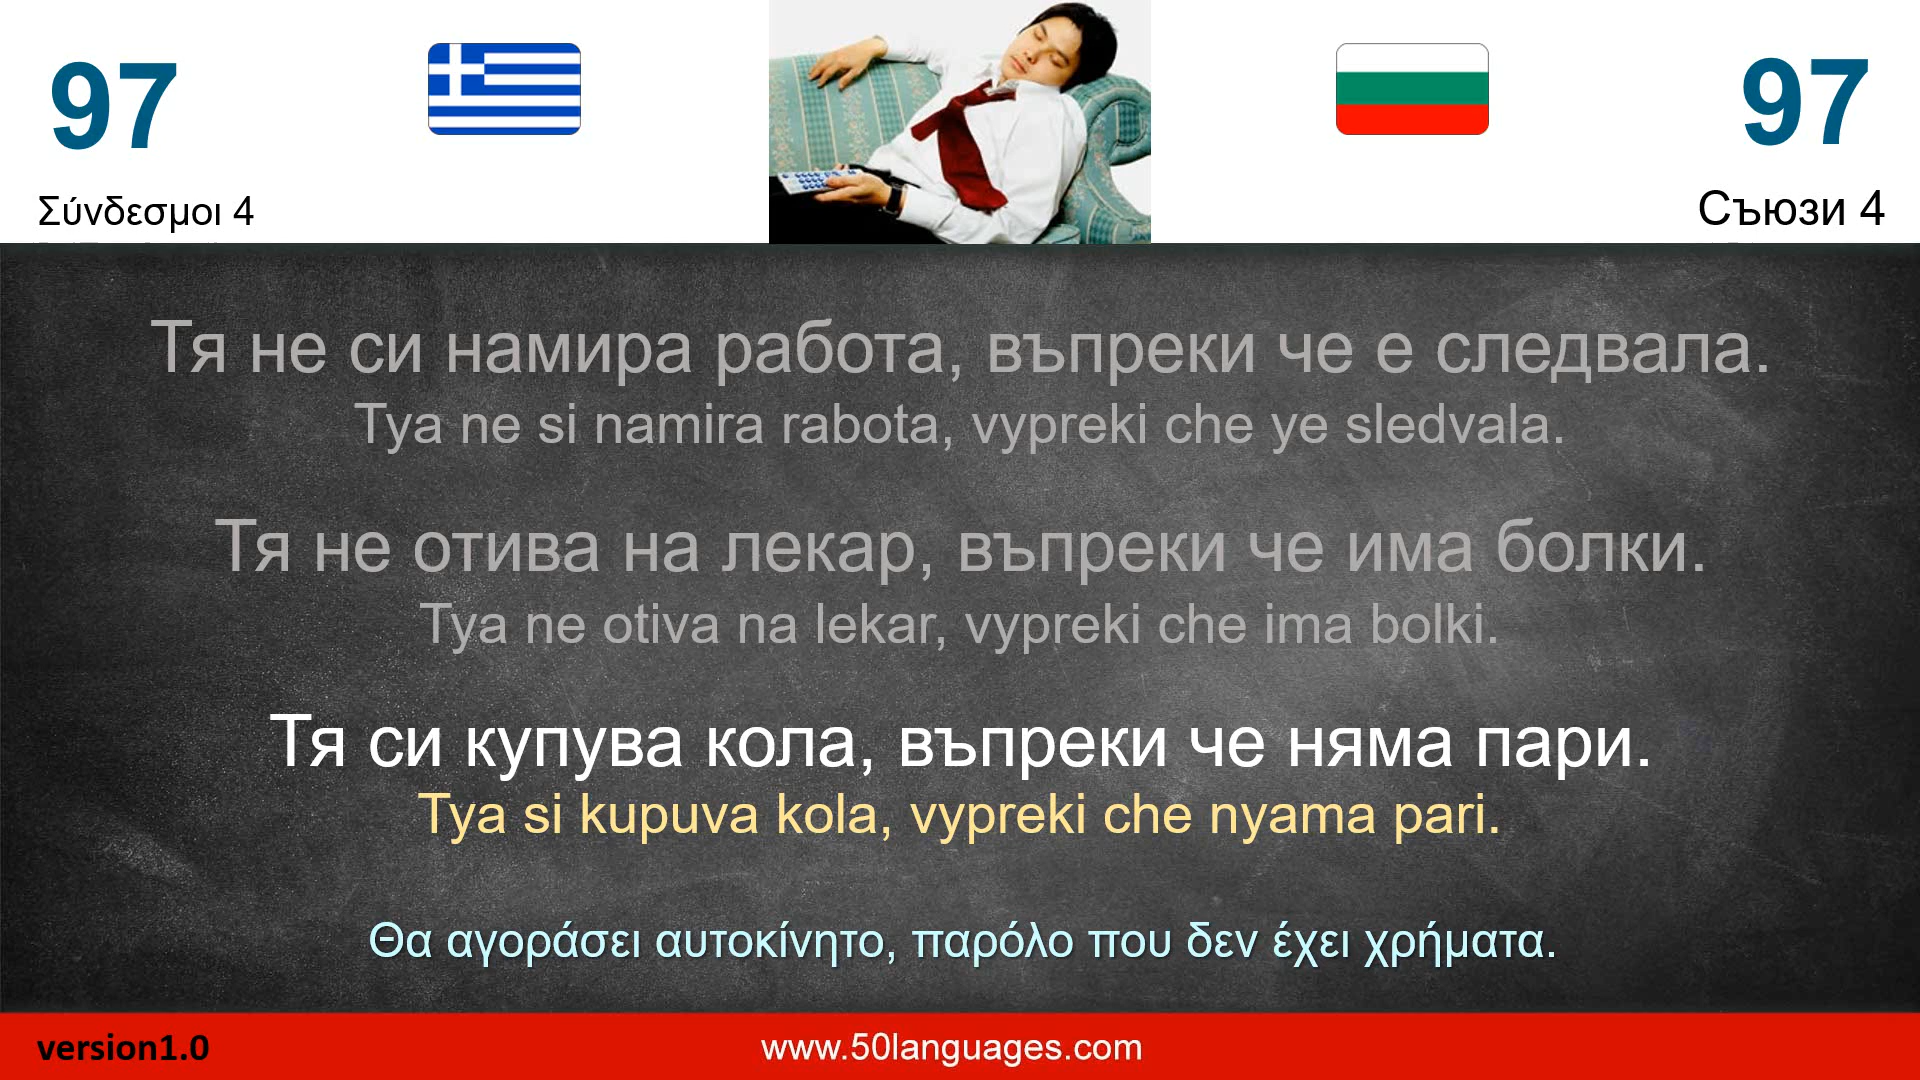 97
97
Σύνδεσμοι 4
Съюзи 4
Тя не си намира работа, въпреки че е следвала.
Tya ne si namira rabota, vypreki che ye sledvala.
Тя не отива на лекар, въпреки че има болки.
Tya ne otiva na lekar, vypreki che ima bolki.
Тя си купува кола, въпреки че няма пари.
Tya si kupuva kola, vypreki che nyama pari.
Θα αγοράσει αυτοκίνητο, παρόλο που δεν έχει χρήματα.
version1.0
www.50languages.com